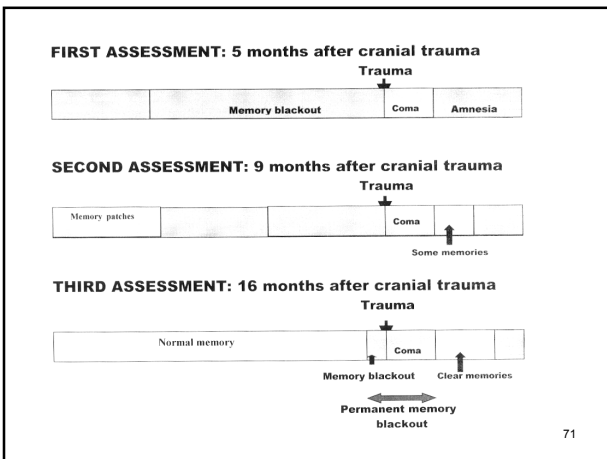 FIRST ASSESSMENT: 5 months after cranial trauma
Trauma
Memory blackout Coma Amnesia
SECOND ASSESSMENT: 9 months after cranial trauma
Trauma
Memory patches Coma
Some memories
THIRD ASSESSMENT: 16 months after cranial trauma
Trauma
Normal memory Coma
Memory blackout Clear memories
Permanent memory
blackout
71